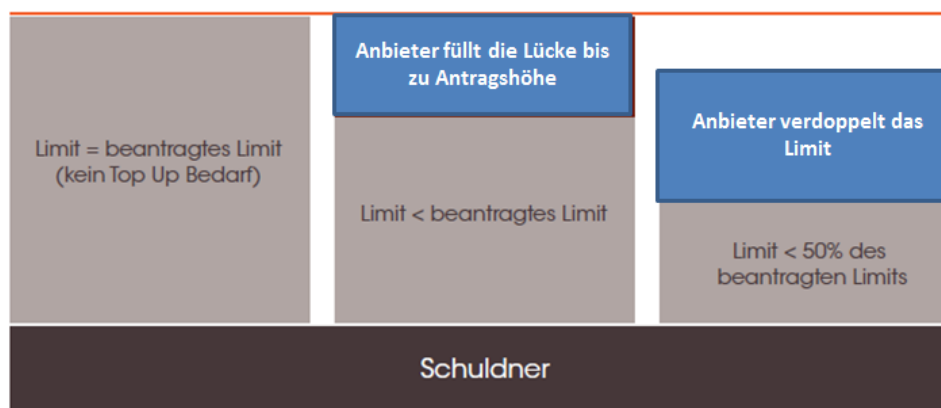 Limit = beantragtes Limit
(kein Top Up Bedarf)
Anbieter füllt die Lücke bis
zu Antragshöhe
Limit < beantragtes Limit
Anbieter verdoppelt das
Limit
Limit < 50% des
beantragten Limits
Schuldner